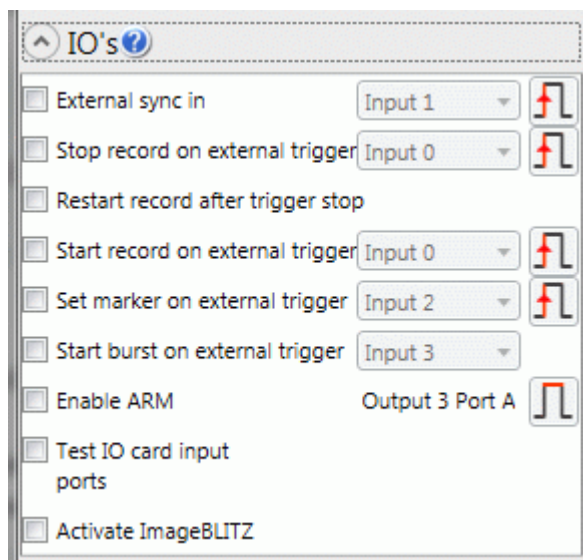 IO's ?
External sync in Input 1
Stop record on external trigger Input 0
Restart record after trigger stop
Start record on external trigger Input 0
Set marker on external trigger Input 2
Start burst on external trigger Input 3
Enable ARM Output 3 Port A
Test IO card input
ports
Activate ImageBLITZ